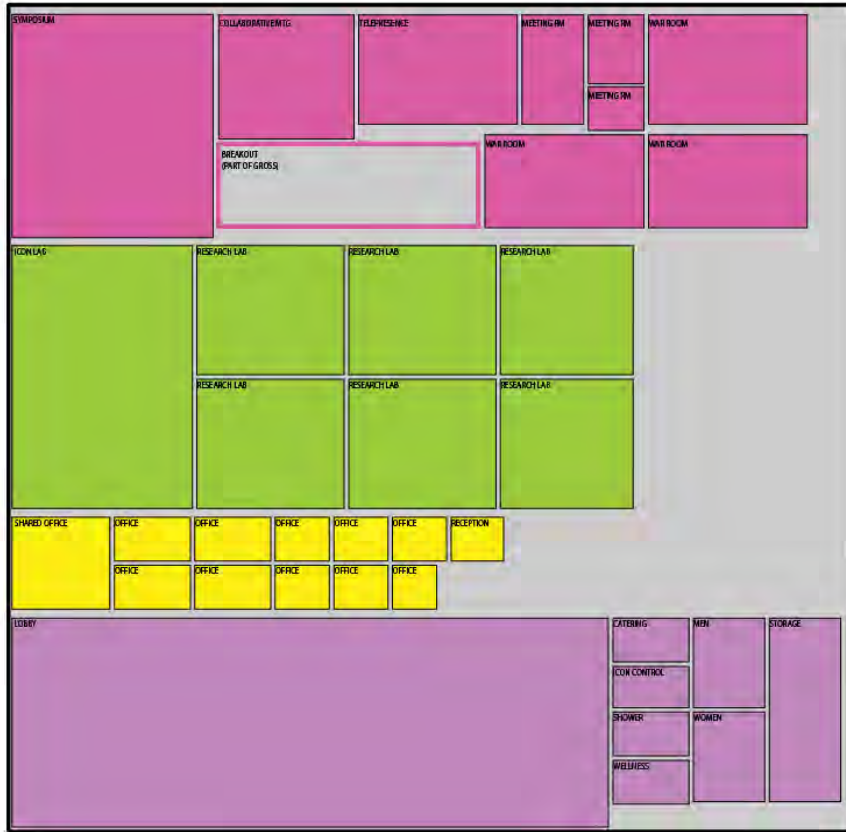 SYMPOSIUM
COLLABORATIVE MTG
TELEPRESENCE
MEETING RM
MEETING RM
WAR ROOM
MEETING RM
BREAKOUT
(PART OF GROSS)
WAR ROOM
WAR ROOM
ICON LAB
RESEARCH LAB
RESEARCH LAB
RESEARCH LAB
RESEARCH LAB
RESEARCH LAB
RESEARCH LAB
SHARED OFFICE
OFFICE
OFFICE
OFFICE
OFFICE
OFFICE
RECEPTION
OFFICE
OFFICE
OFFICE
OFFICE
OFFICE
LOBBY
CATERING
MEN
STORAGE
ICON CONTROL
SHOWER
WOMEN
WELLNESS